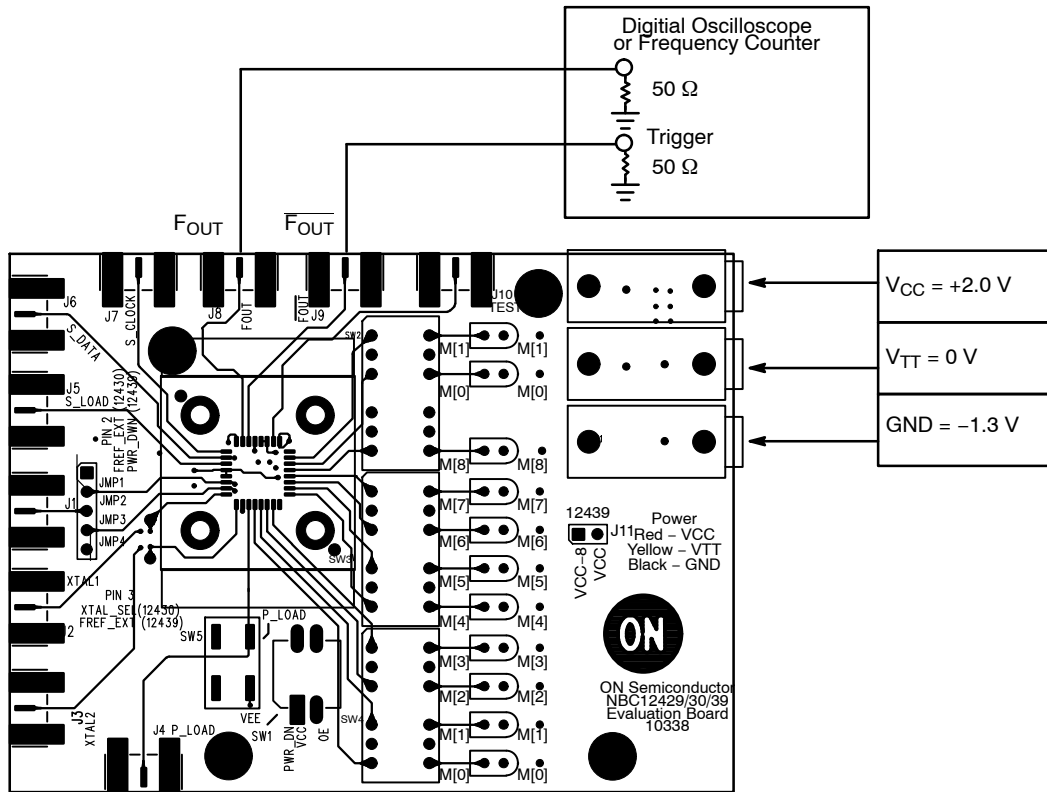 Digitial Oscilloscope
or Frequency Counter
50 Ω
Trigger
50 Ω
FOUT
FOUT
VCC = +2.0 V
VTT = 0 V
GND = −1.3 V
J6
J7
S_CLOCK
J8
FOUT
FOUT
J9
J10
TEST
S_DATA
J5
S_LOAD
PIN 2
FREF_EXT (12430)
PWR_DWN (12439)
SW2
M[1]
M[1]
M[0]
M[0]
M[8]
M[8]
M[7]
M[7]
M[6]
M[6]
M[5]
M[5]
M[4]
M[4]
M[3]
M[3]
M[2]
M[2]
M[1]
M[1]
M[0]
M[0]
JMP1
JMP2
J1
JMP3
JMP4
SW3
12439
J11
VCC-8
VCC
Power
Red – VCC
Yellow – VTT
Black – GND
XTAL1
J2
PIN 3
XTAL_SEL(12430)
FREF_EXT (12439)
SW5
P_LOAD
ON
ON Semiconductor
NBC12429/30/39
Evaluation Board
10338
J3
XTAL2
J4 P_LOAD
VEE
SW1
PWR_DN
VCC
OE
SW4